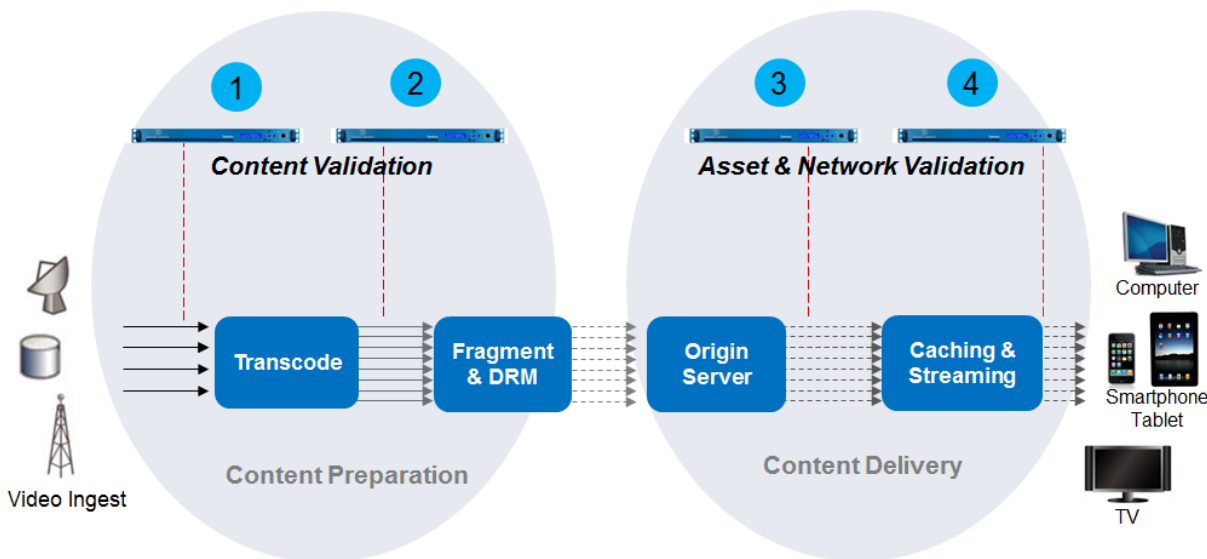 1
2
3
4
Content Validation
Asset & Network Validation
Computer
Transcode
Fragment
& DRM
Origin
Server
Caching &
Streaming
Smartphone
Tablet
Content Preparation
Content Delivery
Video Ingest
TV